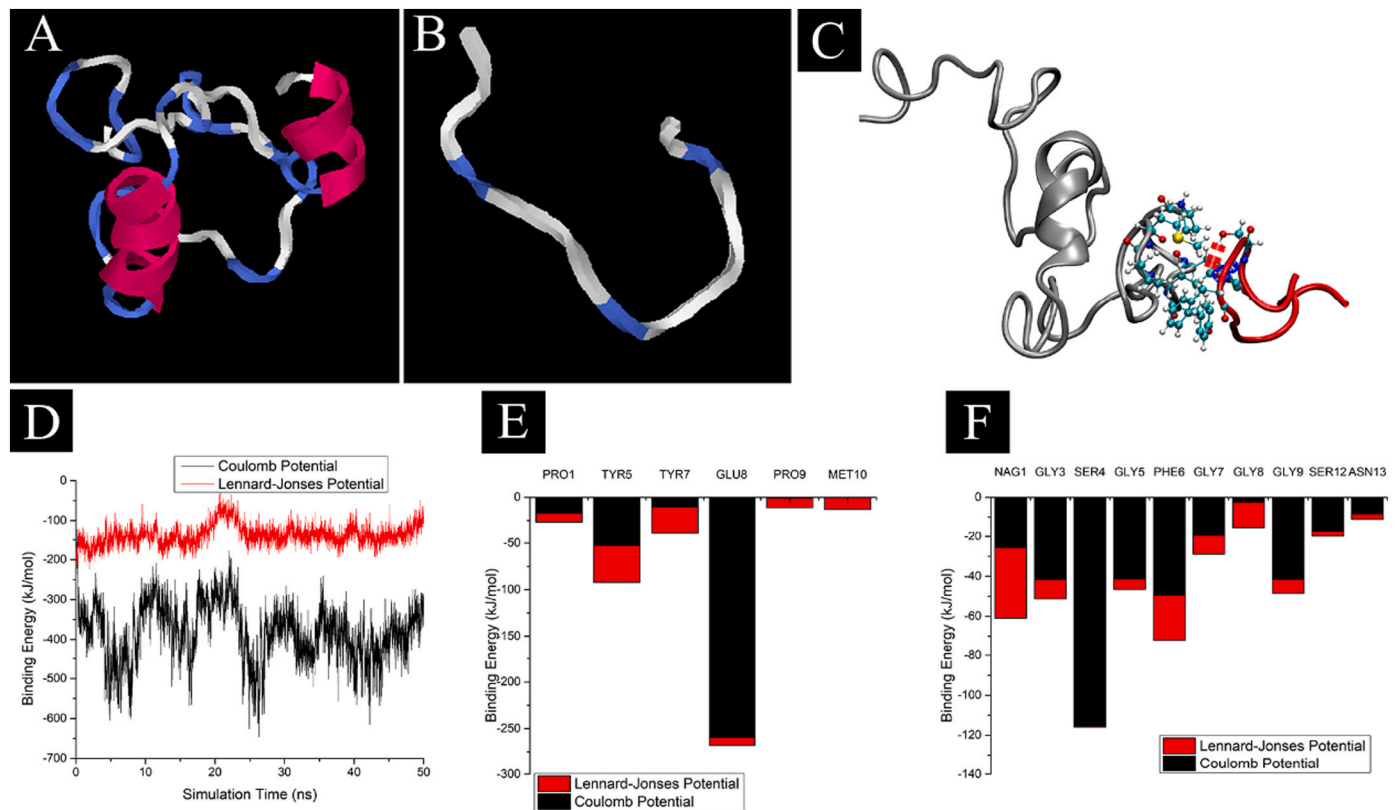 A
B
C
D
Coulomb Potential
Lennard-Jonses Potential
0
-100
-200
-300
-400
-500
-600
-700
Binding Energy (kJ/mol)
0 10 20 30 40 50
Simulation Time (ns)
E
PRO1 TYR5 TYR7 GLU8 PRO9 MET10
0
-50
-100
-150
-200
-250
-300
Binding Energy (kJ/mol)
Lennard-Jonses Potential
Coulomb Potential
F
NAG1 GLY3 SER4 GLY5 PHE6 GLY7 GLY8 GLY9 SER12 ASN13
0
-20
-40
-60
-80
-100
-120
-140
Binding Energy (kJ/mol)
Lennard-Jonses Potential
Coulomb Potential